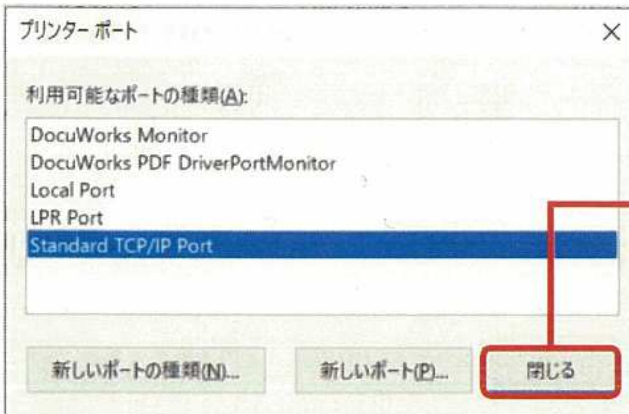 プリンター ポート
利用可能なポートの種類(A):
DocuWorks Monitor
DocuWorks PDF DriverPortMonitor
Local Port
LPR Port
Standard TCP/IP Port
新しいポートの種類(N)... 新しいポート(P)... 閉じる